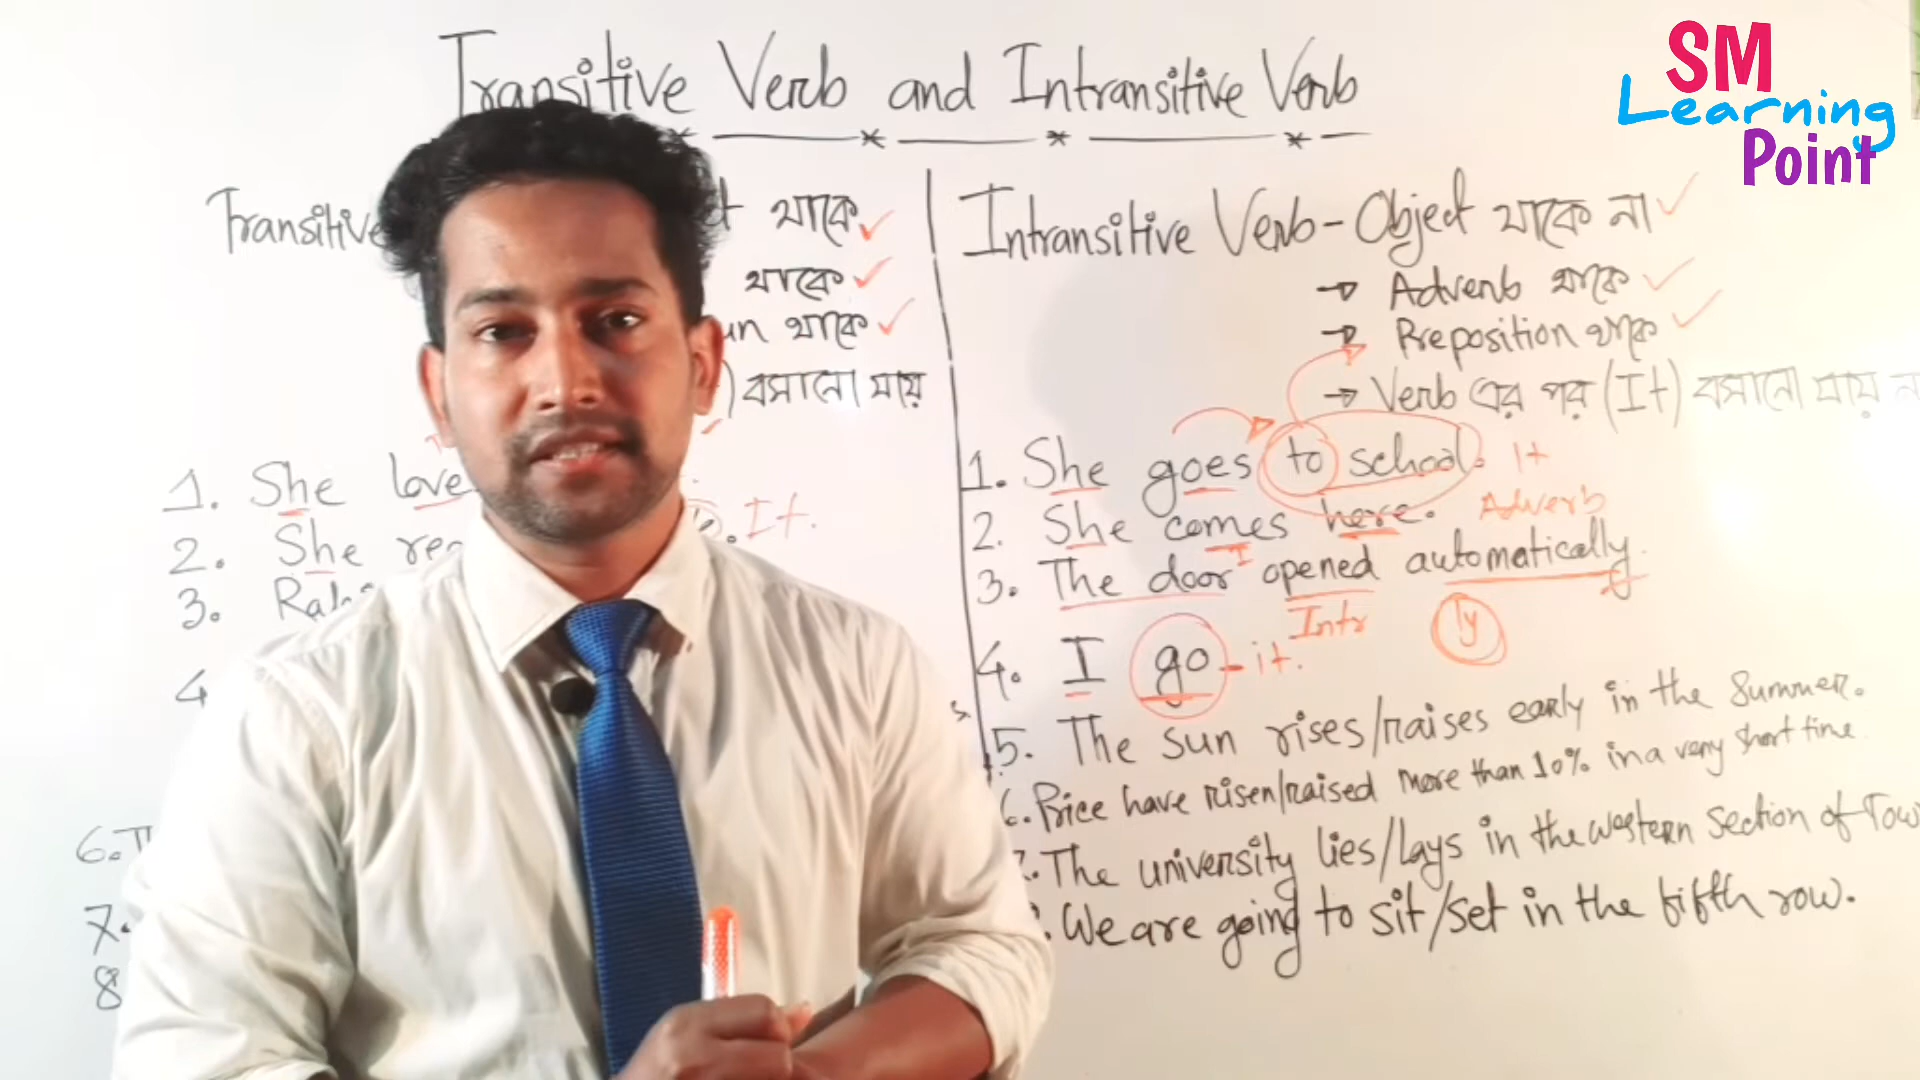 Transitive Verb and Intransitive Verb
SM
Learning
Point
Transitive থাকে
থাকে
থাকে
) বসানো যায়
1. She love
2. She
It.
3.
4
6.
7.
8
Intransitive Verb - Object থাকে না
→ Adverb থাকে
→ Preposition থাকে
→ Verb এর পর (It) বসানো যায় ন
1. She goes to school. It
2. She comes here. Adverb
I
3. The door opened automatically.
Intr ly
4. I go - it.
5. The sun rises/raises early in the summer.
6. Price have risen/raised more than 10% in a very short time.
7. The university lies/lays in the western section of Tow
. We are going to sit/set in the fifth row.